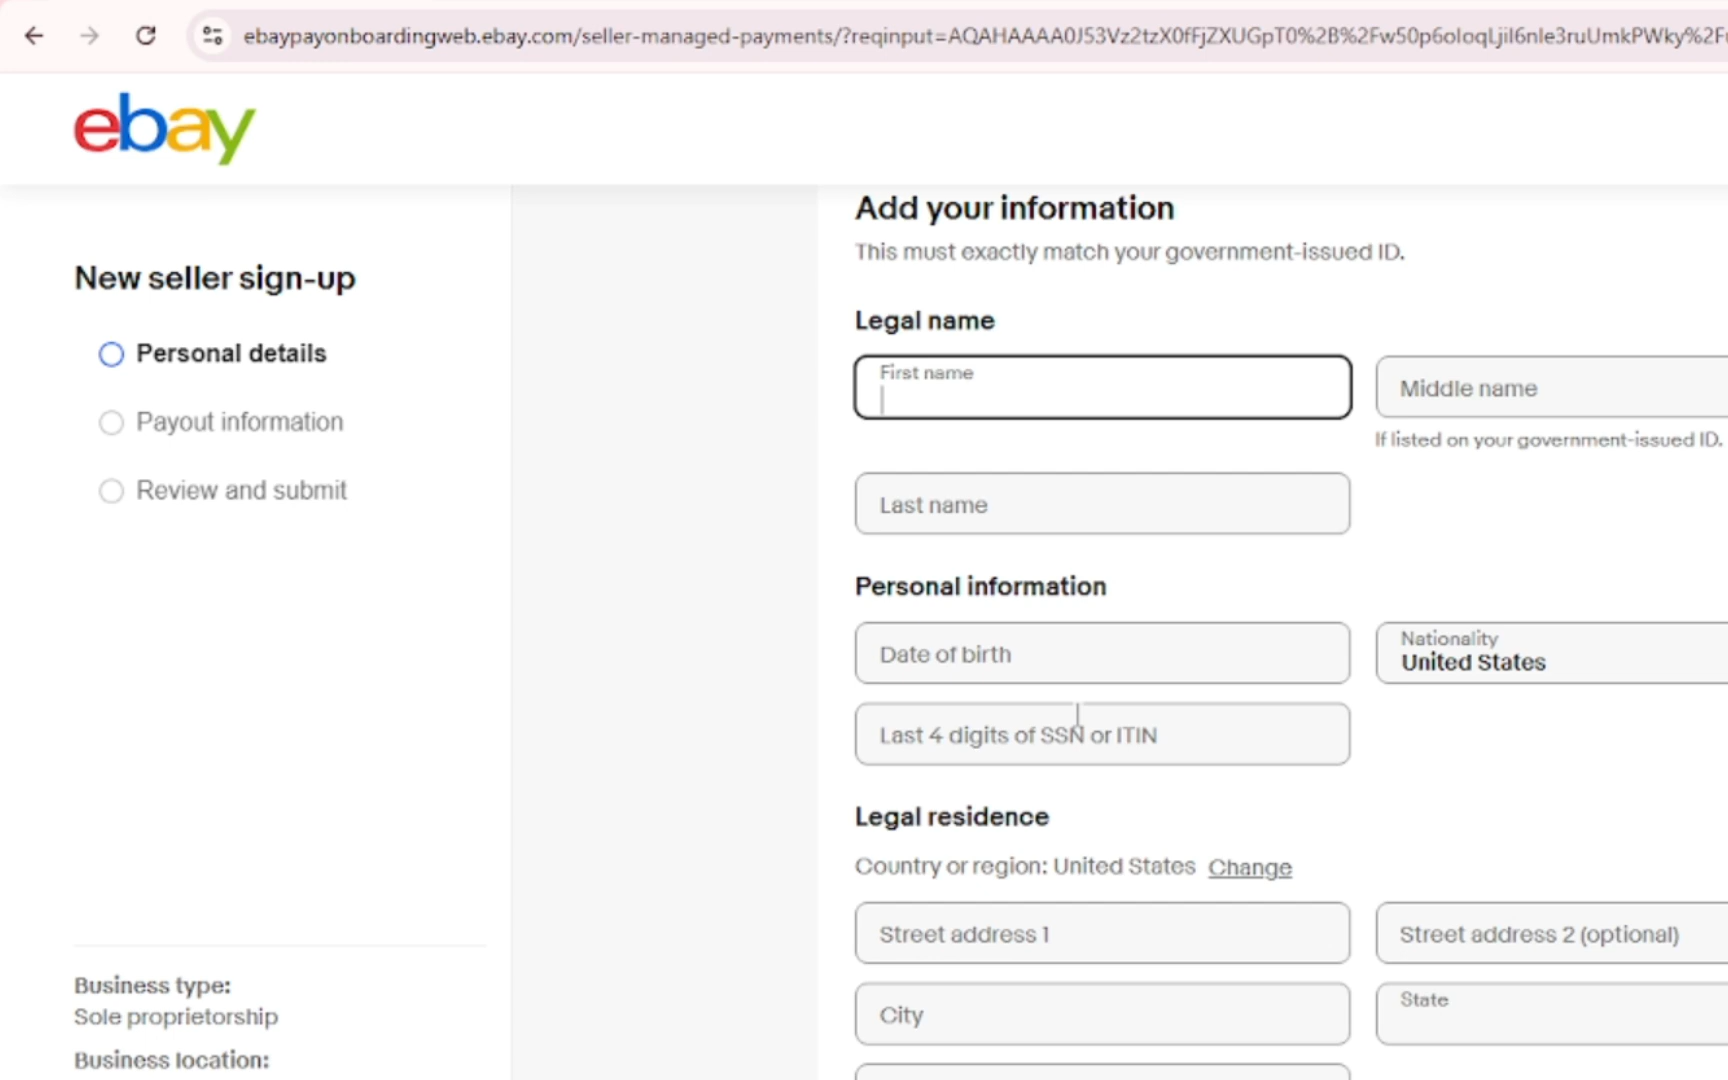 ebaypayonboardingweb.ebay.com/seller-managed-payments/?reqinput=
ebay
New seller sign-up
Personal details
Payout information
Review and submit
Business type:
Sole proprietorship
Business location:
Add your information
This must exactly match your government-issued ID.
Legal name
First name
Middle name
If listed on your government-issued ID.
Last name
Personal information
Date of birth
Nationality
United States
Last 4 digits of SSN or ITIN
Legal residence
Country or region: United States Change
Street address 1
Street address 2 (optional)
City
State